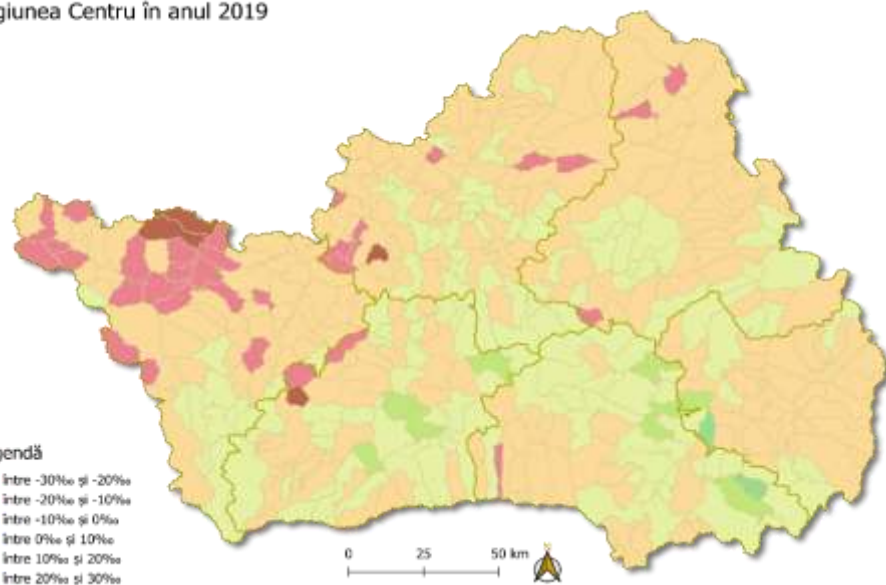 giunea Centru în anul 2019
gendă
între -30‰ și -20‰
între -20‰ și -10‰
între -10‰ și 0‰
între 0‰ și 10‰
între 10‰ și 20‰
între 20‰ și 30‰
0 25 50 km